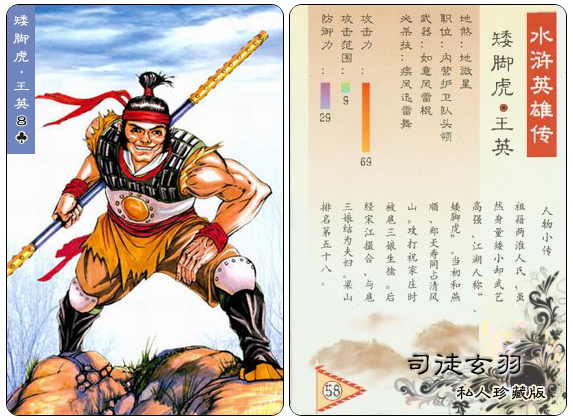 矮脚虎·王英 8♣
水浒英雄传
矮脚虎·王英
地煞:地微星
职位:内营护卫队头领
武器:如意风雷棍
必杀技:疾风迅雷舞
攻击力: 69
攻击范围: 9
防御力: 29
人物小传
祖籍两淮人氏,虽
然身量矮小却武艺
高强,江湖人称"
矮脚虎"。当初和燕
顺、郑天寿同占清风
山。攻打祝家庄时
被扈三娘生擒。后
经宋江撮合,与扈
三娘结为夫妇。梁山
排名第五十八。
58
司徒玄羽
私人珍藏版